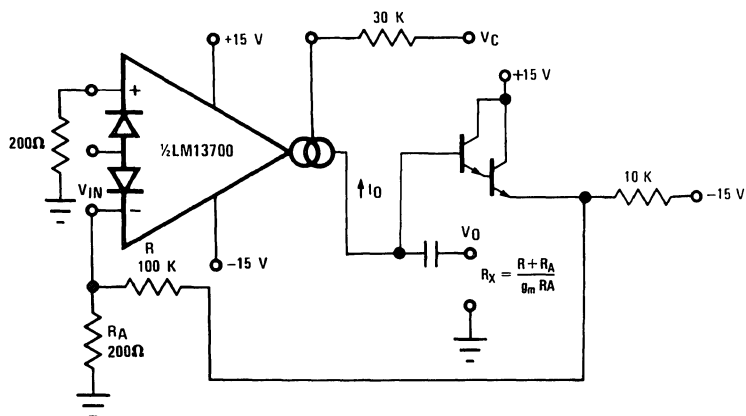 30 K
VC
+15 V
+15 V
+
200Ω
½LM13700
VIN
−
IO
10 K
−15 V
VO
R
100 K
−15 V
RX = R+RA / gm RA
RA
200Ω